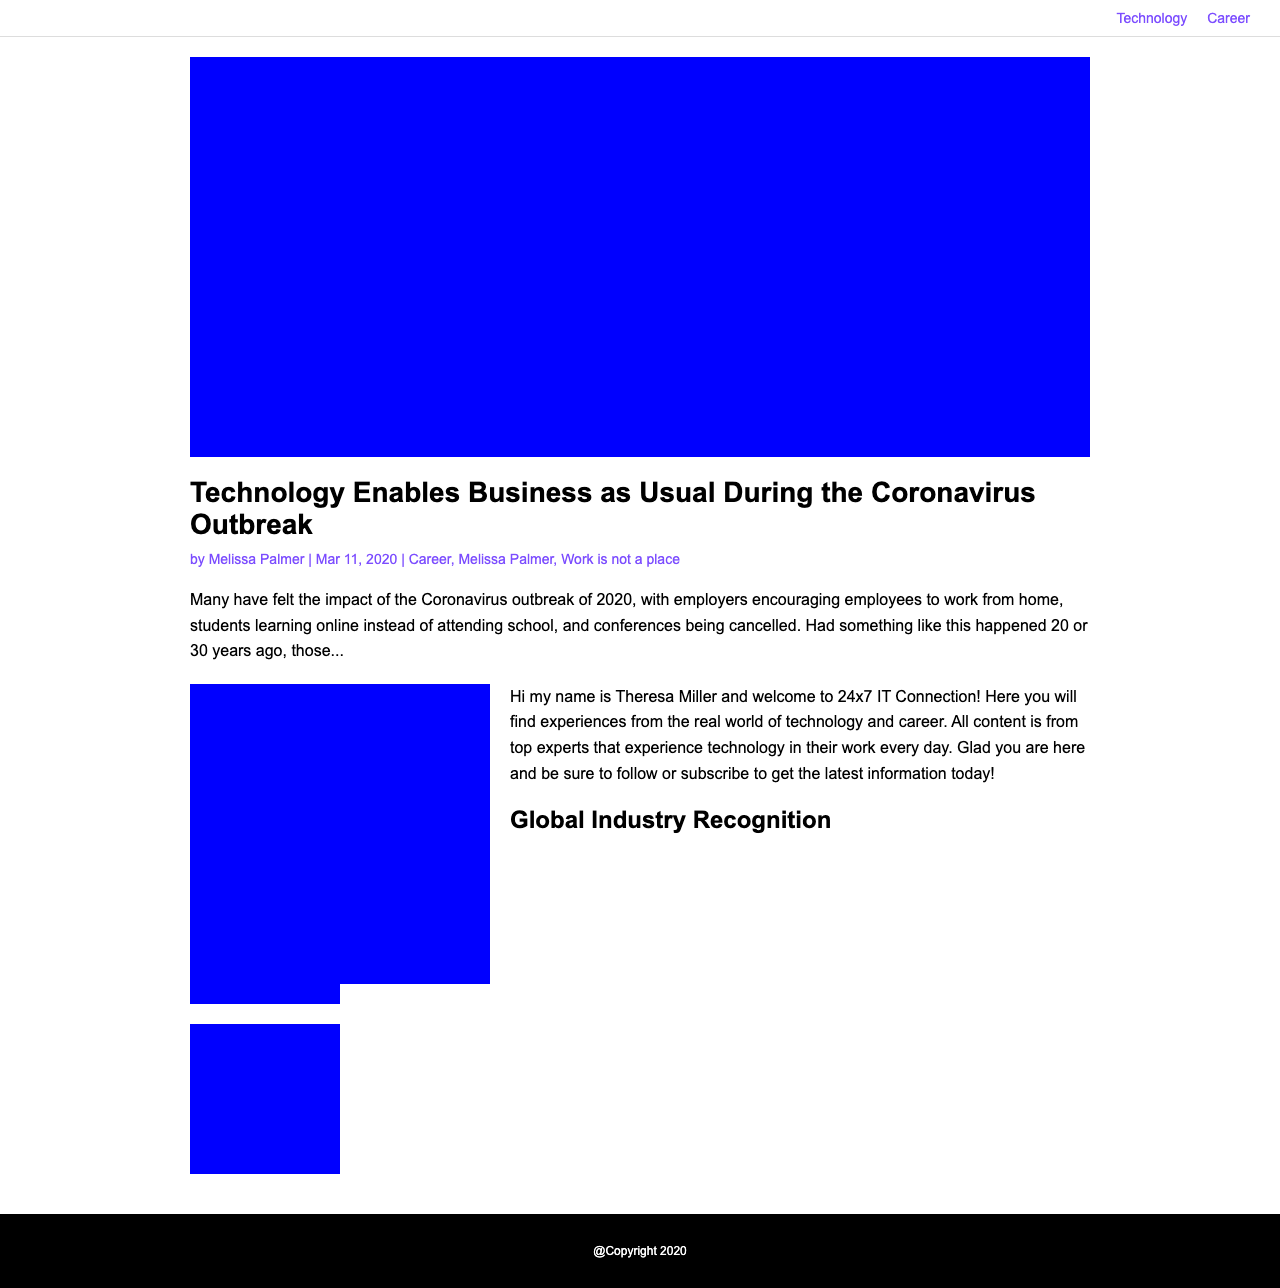 Technology Career
Technology Enables Business as Usual During the Coronavirus
Outbreak
by Melissa Palmer | Mar 11, 2020 | Career, Melissa Palmer, Work is not a place
Many have felt the impact of the Coronavirus outbreak of 2020, with employers encouraging employees to work from home,
students learning online instead of attending school, and conferences being cancelled. Had something like this happened 20 or
30 years ago, those...
Hi my name is Theresa Miller and welcome to 24x7 IT Connection! Here you will
find experiences from the real world of technology and career. All content is from
top experts that experience technology in their work every day. Glad you are here
and be sure to follow or subscribe to get the latest information today!
Global Industry Recognition
@Copyright 2020